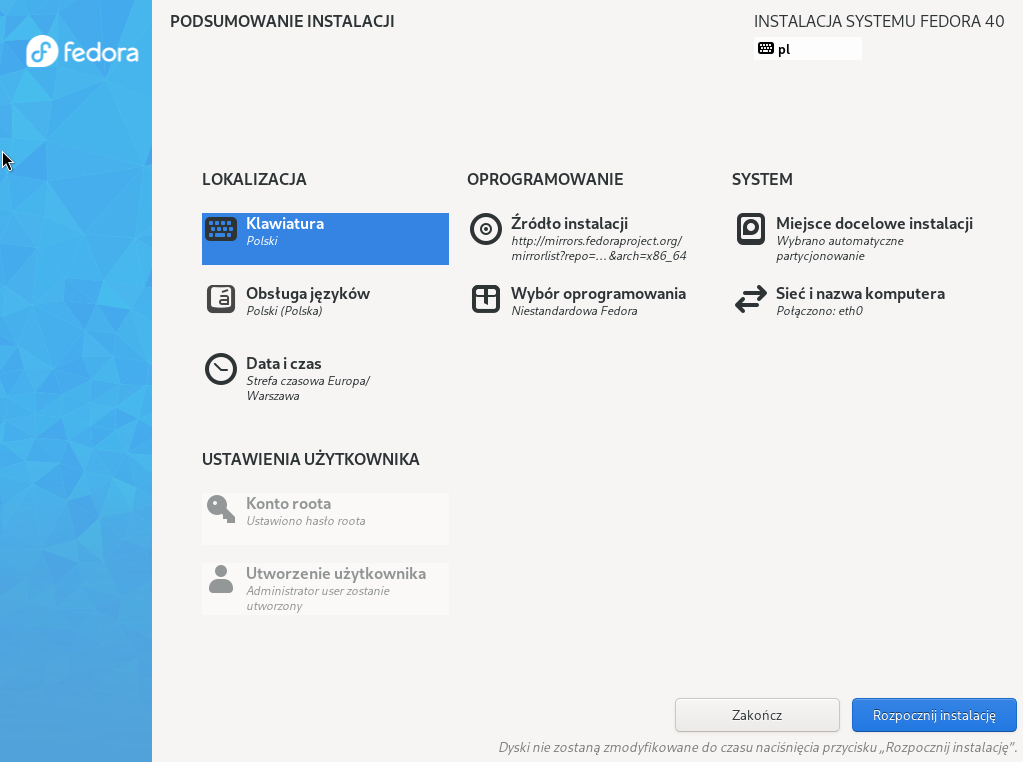 PODSUMOWANIE INSTALACJI
INSTALACJA SYSTEMU FEDORA 40
fedora
pl
LOKALIZACJA
Klawiatura
Polski
Obsługa języków
Polski (Polska)
Data i czas
Strefa czasowa Europa/
Warszawa
OPROGRAMOWANIE
Źródło instalacji
http://mirrors.fedoraproject.org/
mirrorlist?repo=…&arch=x86_64
Wybór oprogramowania
Niestandardowa Fedora
SYSTEM
Miejsce docelowe instalacji
Wybrano automatyczne
partycjonowanie
Sieć i nazwa komputera
Połączono: eth0
USTAWIENIA UŻYTKOWNIKA
Konto roota
Ustawiono hasło roota
Utworzenie użytkownika
Administrator user zostanie
utworzony
Zakończ
Rozpocznij instalację
Dyski nie zostaną zmodyfikowane do czasu naciśnięcia przycisku „Rozpocznij instalację”.